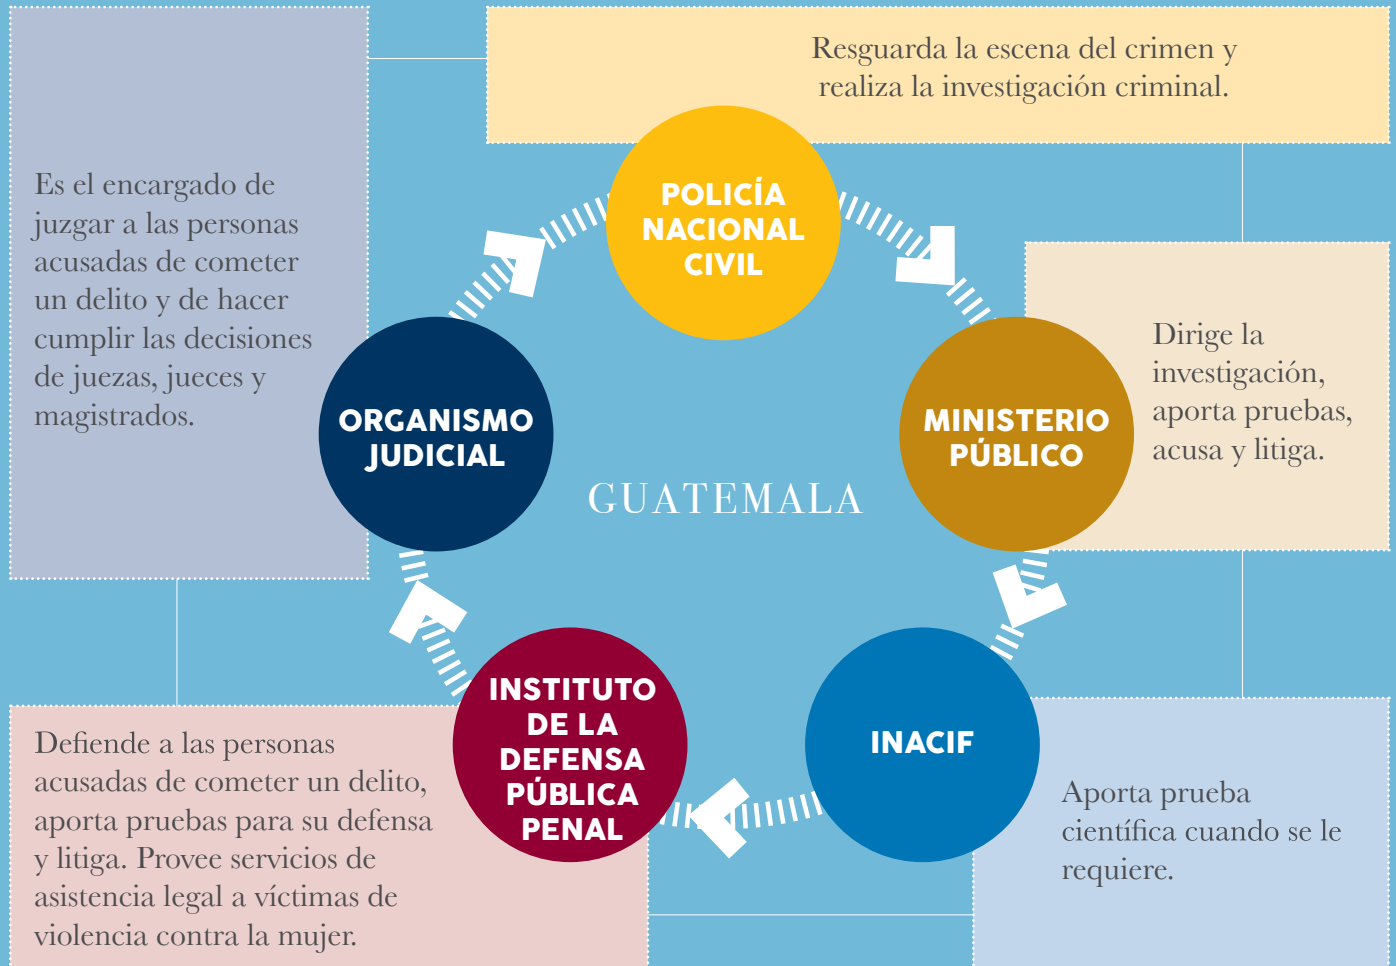 Resguarda la escena del crimen y
realiza la investigación criminal.
POLICÍA
NACIONAL
CIVIL
Es el encargado de
juzgar a las personas
acusadas de cometer
un delito y de hacer
cumplir las decisiones
de juezas, jueces y
magistrados.
ORGANISMO
JUDICIAL
MINISTERIO
PÚBLICO
Dirige la
investigación,
aporta pruebas,
acusa y litiga.
GUATEMALA
INSTITUTO
DE LA
DEFENSA
PÚBLICA
PENAL
INACIF
Defiende a las personas
acusadas de cometer un delito,
aporta pruebas para su defensa
y litiga. Provee servicios de
asistencia legal a víctimas de
violencia contra la mujer.
Aporta prueba
científica cuando se le
requiere.